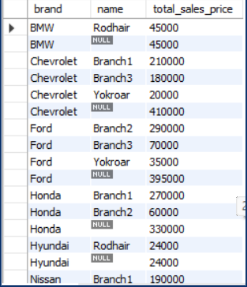 brand name total_sales_price
BMW Rodhair 45000
BMW NULL 45000
Chevrolet Branch1 210000
Chevrolet Branch3 180000
Chevrolet Yokroar 20000
Chevrolet NULL 410000
Ford Branch2 290000
Ford Branch3 70000
Ford Yokroar 35000
Ford NULL 395000
Honda Branch1 270000
Honda Branch2 60000
Honda NULL 330000
Hyundai Rodhair 24000
Hyundai NULL 24000
Nissan Branch1 190000